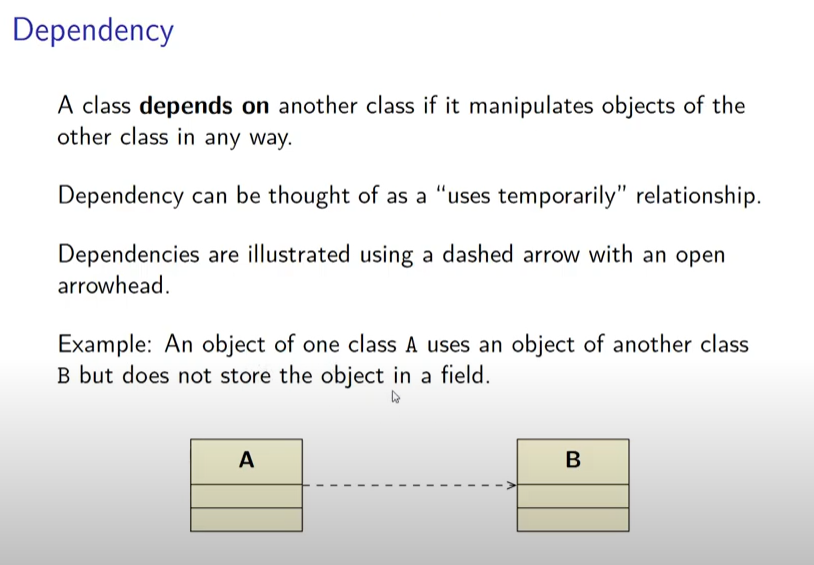 Dependency
A class depends on another class if it manipulates objects of the
other class in any way.
Dependency can be thought of as a “uses temporarily” relationship.
Dependencies are illustrated using a dashed arrow with an open
arrowhead.
Example: An object of one class A uses an object of another class
B but does not store the object in a field.
A
B